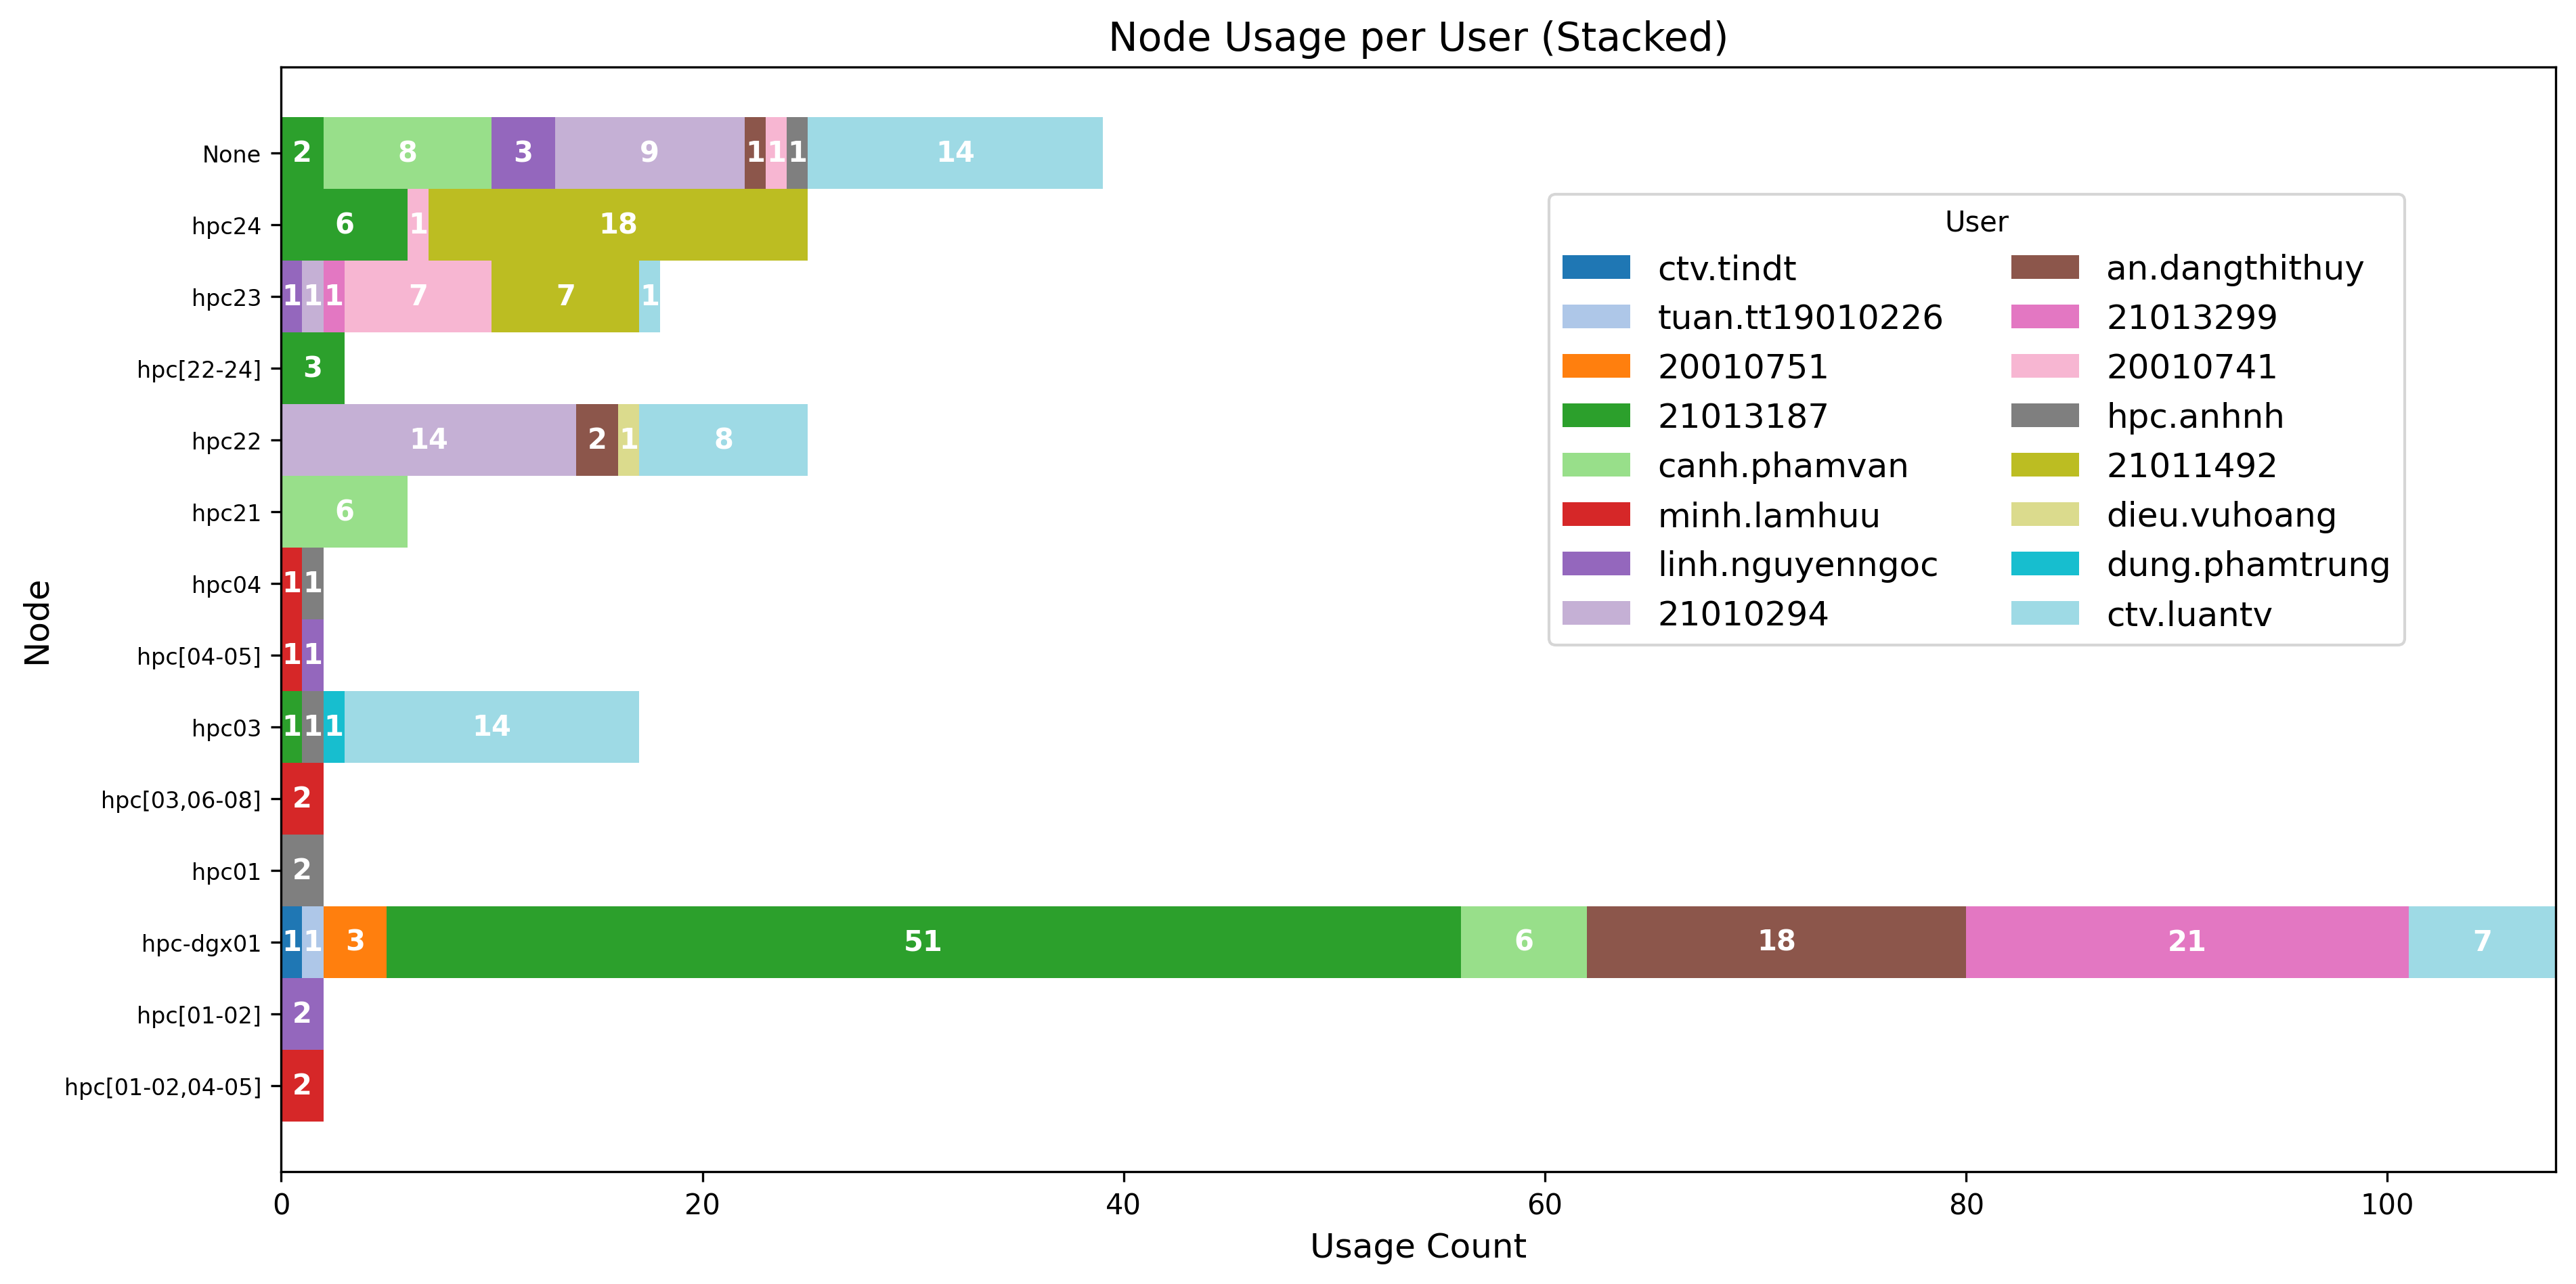 Node Usage per User (Stacked)
None
2 8 3 9 1 1 1 14
hpc24
6 1 18
hpc23
1 1 1 7 7 1
hpc[22-24]
3
hpc22
14 2 1 8
hpc21
6
hpc04
1 1
hpc[04-05]
1 1
hpc03
1 1 1 14
hpc[03,06-08]
2
hpc01
2
hpc-dgx01
1 1 3 51 6 18 21 7
hpc[01-02]
2
hpc[01-02,04-05]
2
Node
0 20 40 60 80 100
Usage Count
User
ctv.tindt
tuan.tt19010226
20010751
21013187
canh.phamvan
minh.lamhuu
linh.nguyenngoc
21010294
an.dangthithuy
21013299
20010741
hpc.anhnh
21011492
dieu.vuhoang
dung.phamtrung
ctv.luantv